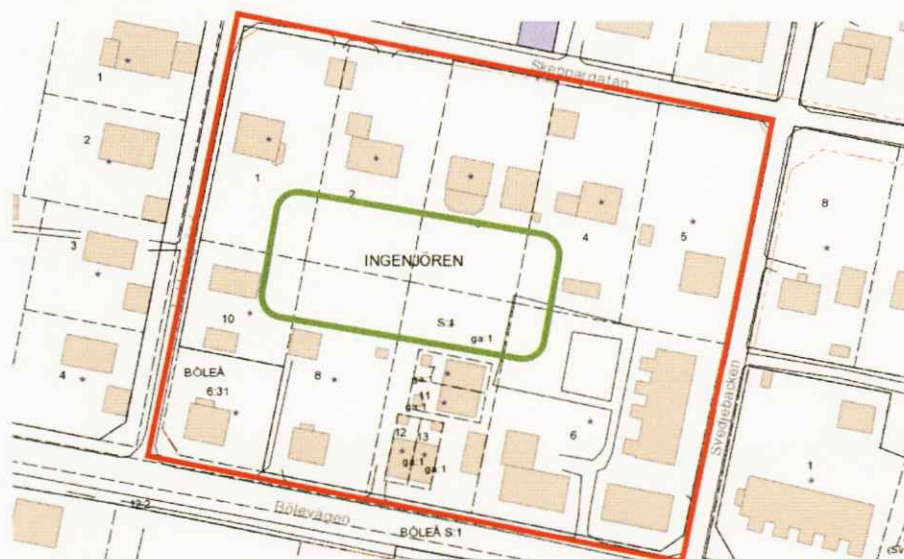 Skeppargatan
1
2
8
1
2
4
5
3
INGENJÖREN
10
S:1
ga:1
BÖLEÅ
6:31
4
8
7
ga:1
11
ga:1
12
13
ga:1
ga:1
6
Svedjebacken
1
12:2
Bölevägen
BÖLEÅ S:1